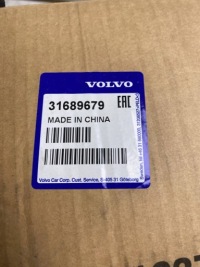 VOLVO
31689679
EAC
MADE IN CHINA
Volvo Car Corp. Cust. Service, S-405 31 Göteborg